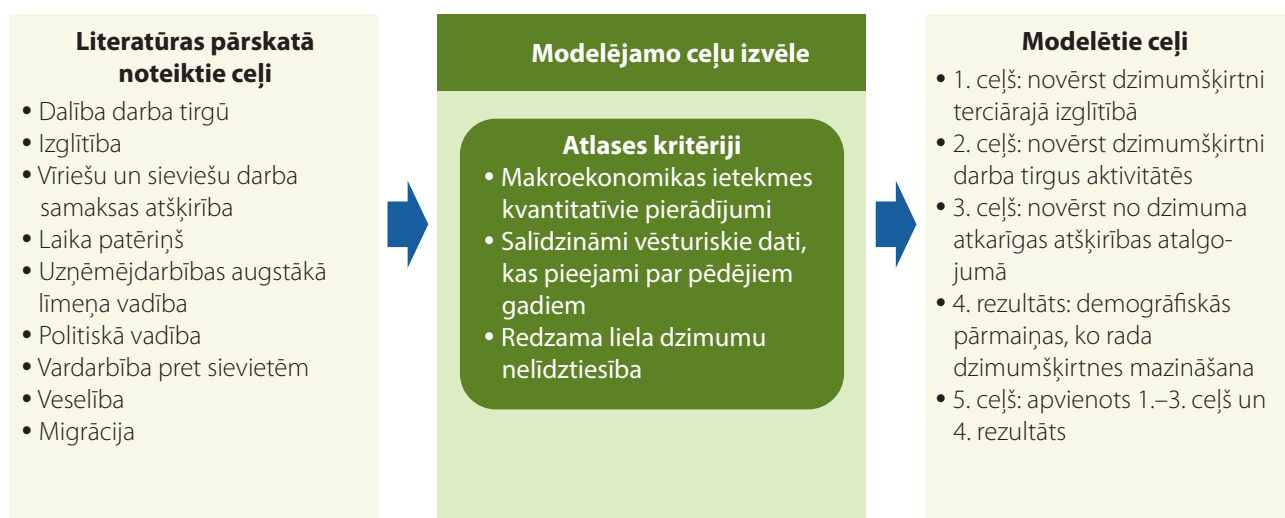 Literatūras pārskatā
noteiktie ceļi
• Dalība darba tirgū
• Izglītība
• Vīriešu un sieviešu darba
samaksas atšķirība
• Laika patēriņš
• Uzņēmējdarbības augstākā
līmeņa vadība
• Politiskā vadība
• Vardarbība pret sievietēm
• Veselība
• Migrācija
Modelējamo ceļu izvēle
Atlases kritēriji
• Makroekonomikas ietekmes
kvantitatīvie pierādījumi
• Salīdzināmi vēsturiskie dati,
kas pieejami par pēdējiem
gadiem
• Redzama liela dzimumu
nelīdztiesība
Modelētie ceļi
• 1. ceļš: novērst dzimumšķirtni
terciārajā izglītībā
• 2. ceļš: novērst dzimumšķirtni
darba tirgus aktivitātēs
• 3. ceļš: novērst no dzimuma
atkarīgas atšķirības atalgo-
jumā
• 4. rezultāts: demogrāfiskās
pārmaiņas, ko rada
dzimumšķirtnes mazināšana
• 5. ceļš: apvienots 1.–3. ceļš un
4. rezultāts